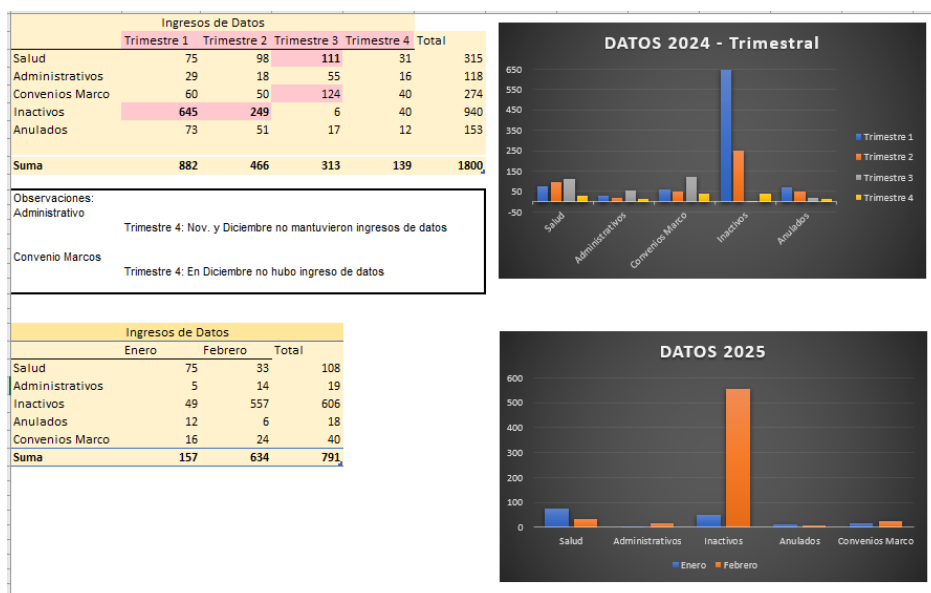 Ingresos de Datos
Trimestre 1 Trimestre 2 Trimestre 3 Trimestre 4 Total
Salud 75 98 111 31 315
Administrativos 29 18 55 16 118
Convenios Marco 60 50 124 40 274
Inactivos 645 249 6 40 940
Anulados 73 51 17 12 153
Suma 882 466 313 139 1800
Observaciones:
Administrativo
Trimestre 4: Nov. y Diciembre no mantuvieron ingresos de datos
Convenio Marcos
Trimestre 4: En Diciembre no hubo ingreso de datos
DATOS 2024 - Trimestral
650
550
450
350
250
150
50
-50
Salud Administrativos Convenios Marco Inactivos Anulados
Trimestre 1
Trimestre 2
Trimestre 3
Trimestre 4
Ingresos de Datos
Enero Febrero Total
Salud 75 33 108
Administrativos 5 14 19
Inactivos 49 557 606
Anulados 12 6 18
Convenios Marco 16 24 40
Suma 157 634 791
DATOS 2025
600
500
400
300
200
100
0
Salud Administrativos Inactivos Anulados Convenios Marco
Enero Febrero